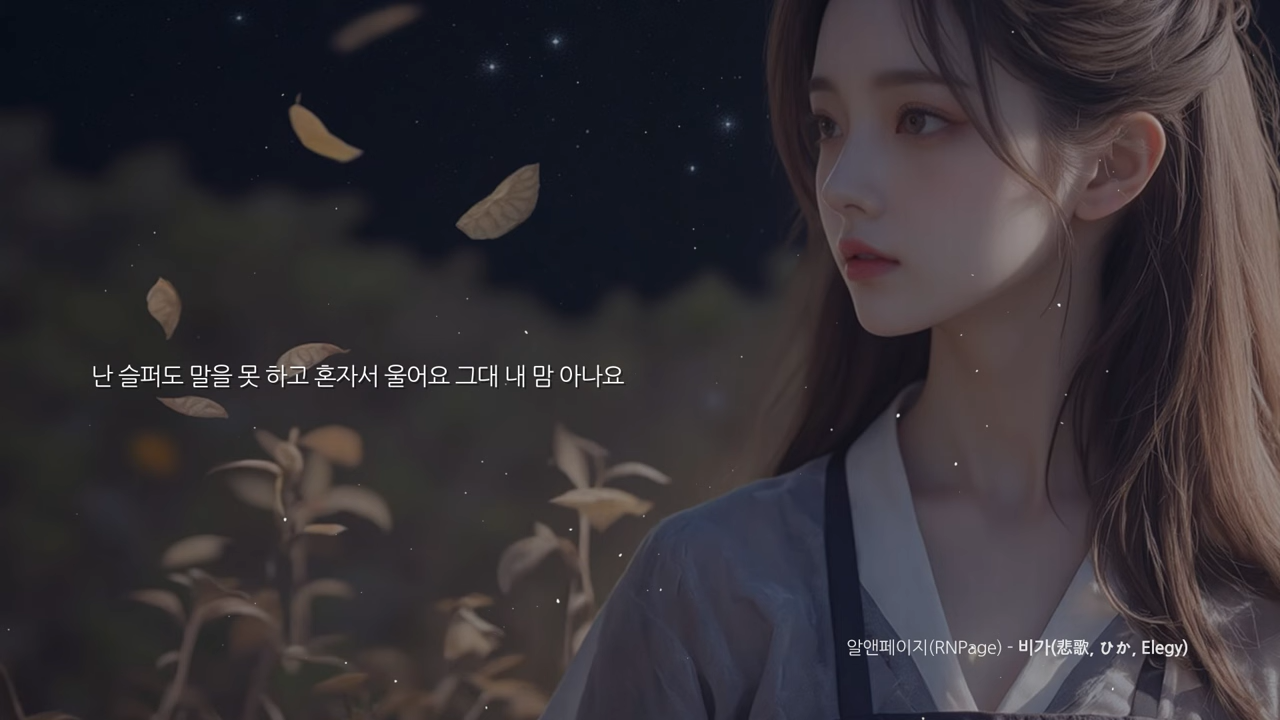 난 슬퍼도 말을 못 하고 혼자서 울어요 그대 내 맘 아나요
알앤페이지(RNPage) - 비가(悲歌, ひか, Elegy)